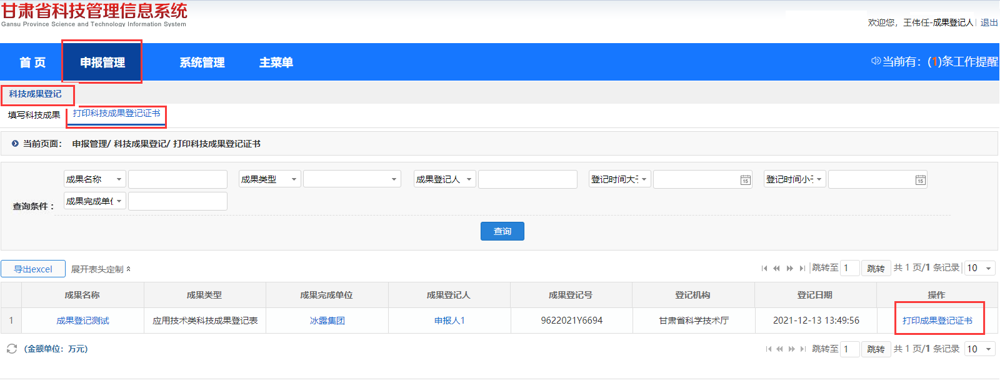 甘肃省科技管理信息系统
Gansu Province Science and Technology Information System
欢迎您，王伟任-成果登记人 | 退出
首 页 申报管理 系统管理 主菜单 当前有：(1)条工作提醒
科技成果登记
填写科技成果 打印科技成果登记证书
当前页面： 申报管理/ 科技成果登记/ 打印科技成果登记证书
成果名称 成果类型 成果登记人 登记时间大于 15 登记时间小于 15
查询条件： 成果完成单位
查询
导出excel 展开表头定制 跳转至 1 跳转 共 1 页/1 条记录 10
成果名称 成果类型 成果完成单位 成果登记人 成果登记号 登记机构 登记日期 操作
1 成果登记测试 应用技术类科技成果登记表 冰露集团 申报人1 9622021Y6694 甘肃省科学技术厅 2021-12-13 13:49:56 打印成果登记证书
(金额单位：万元) 跳转至 1 跳转 共 1 页/1 条记录 10